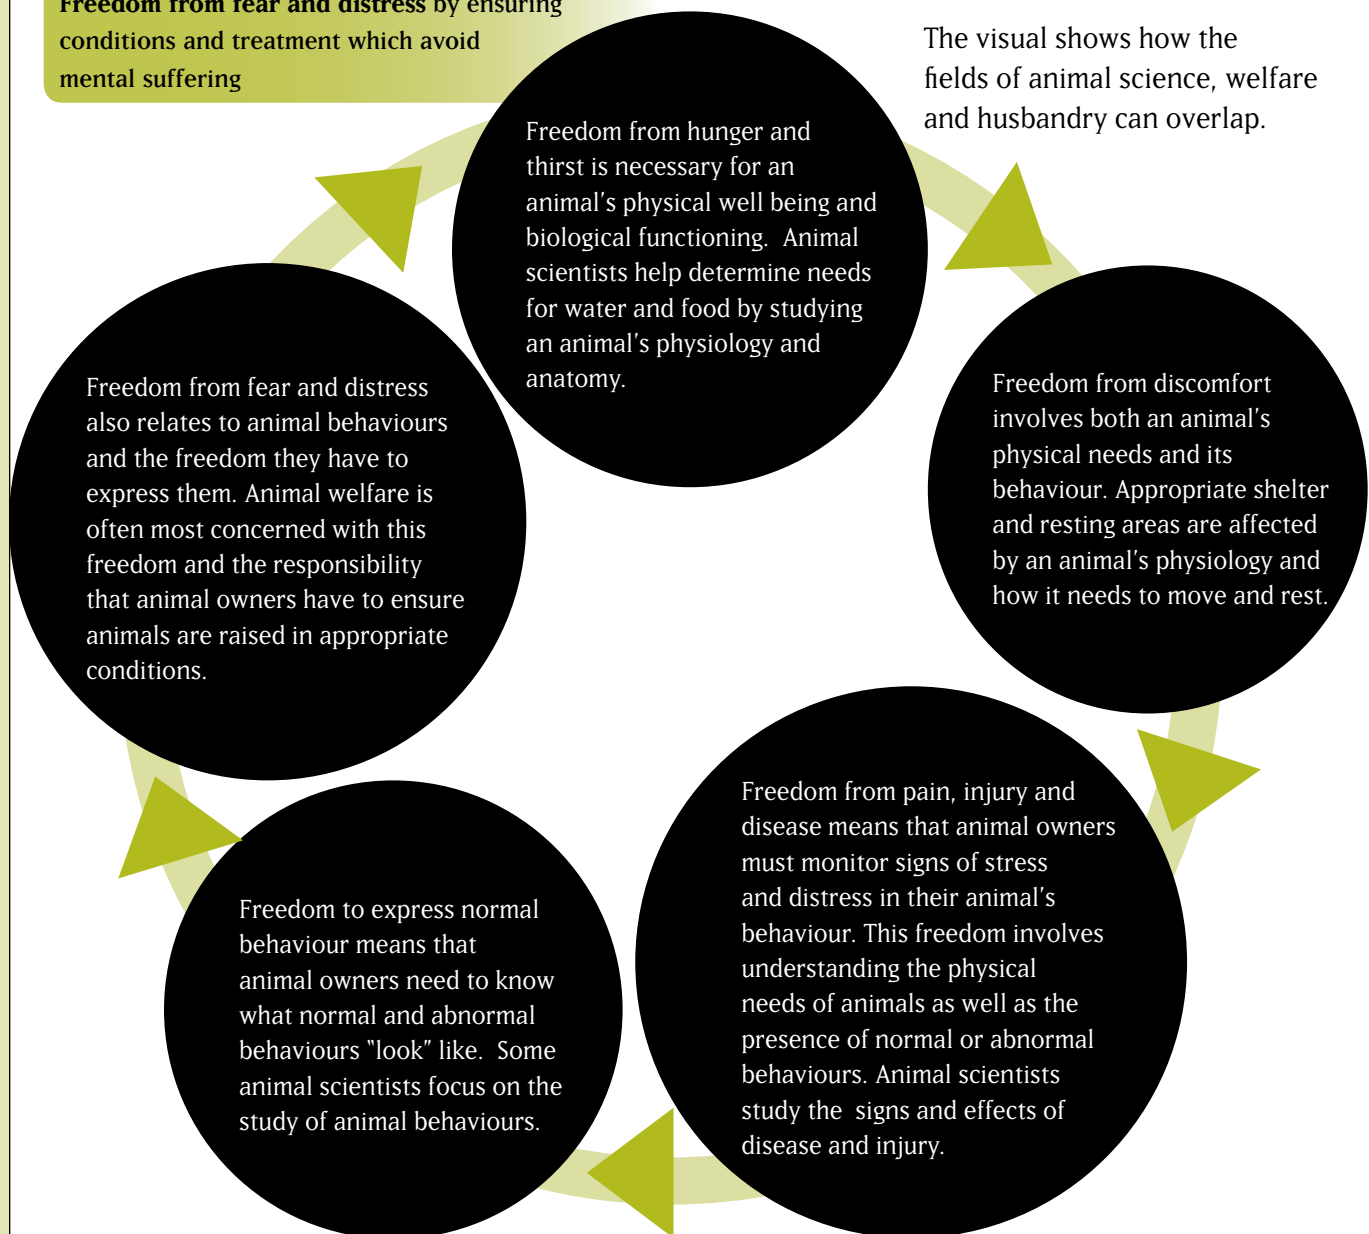 Freedom from fear and distress by ensuring
conditions and treatment which avoid
mental suffering
The visual shows how the
fields of animal science, welfare
and husbandry can overlap.
Freedom from hunger and
thirst is necessary for an
animal's physical well being and
biological functioning.  Animal
scientists help determine needs
for water and food by studying
an animal's physiology and
anatomy.
Freedom from discomfort
involves both an animal's
physical needs and its
behaviour. Appropriate shelter
and resting areas are affected
by an animal's physiology and
how it needs to move and rest.
Freedom from pain, injury and
disease means that animal owners
must monitor signs of stress
and distress in their animal's
behaviour. This freedom involves
understanding the physical
needs of animals as well as the
presence of normal or abnormal
behaviours. Animal scientists
study the  signs and effects of
disease and injury.
Freedom to express normal
behaviour means that
animal owners need to know
what normal and abnormal
behaviours "look" like.  Some
animal scientists focus on the
study of animal behaviours.
Freedom from fear and distress
also relates to animal behaviours
and the freedom they have to
express them. Animal welfare is
often most concerned with this
freedom and the responsibility
that animal owners have to ensure
animals are raised in appropriate
conditions.